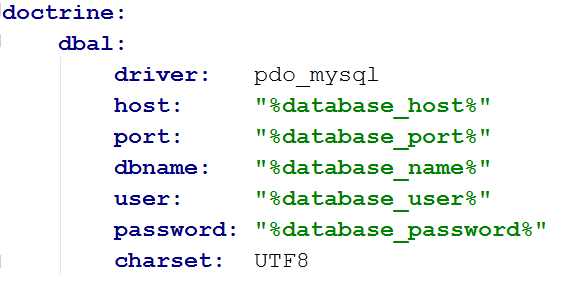 doctrine:
    dbal:
        driver:   pdo_mysql
        host:     "%database_host%"
        port:     "%database_port%"
        dbname:   "%database_name%"
        user:     "%database_user%"
        password: "%database_password%"
        charset:  UTF8